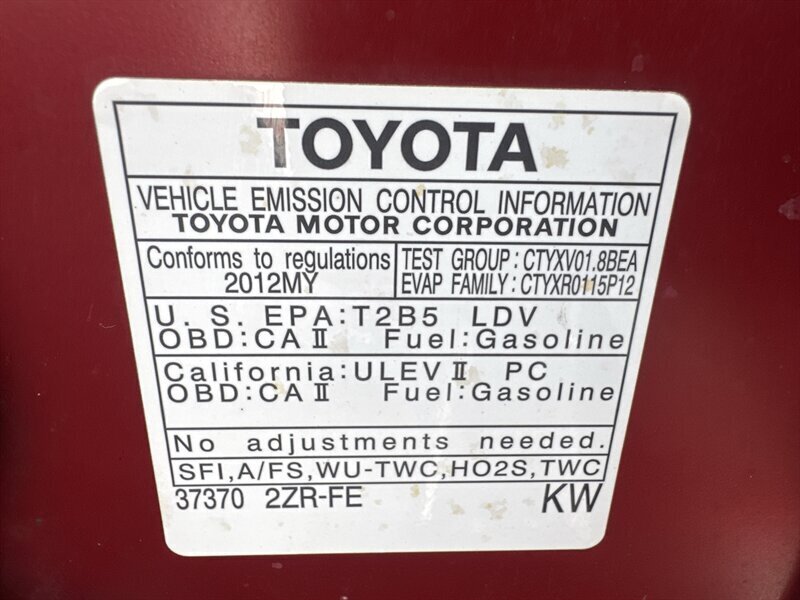 TOYOTA
VEHICLE EMISSION CONTROL INFORMATION
TOYOTA MOTOR CORPORATION
Conforms to regulations
2012MY
TEST GROUP: CTYXV01.8BEA
EVAP FAMILY: CTYXR0115P12
U. S. EPA:T2B5 LDV
OBD:CA II Fuel:Gasoline
California:ULEV II PC
OBD:CA II Fuel:Gasoline
No adjustments needed.
SFI,A/FS,WU-TWC,HO2S,TWC
37370 2ZR-FE KW